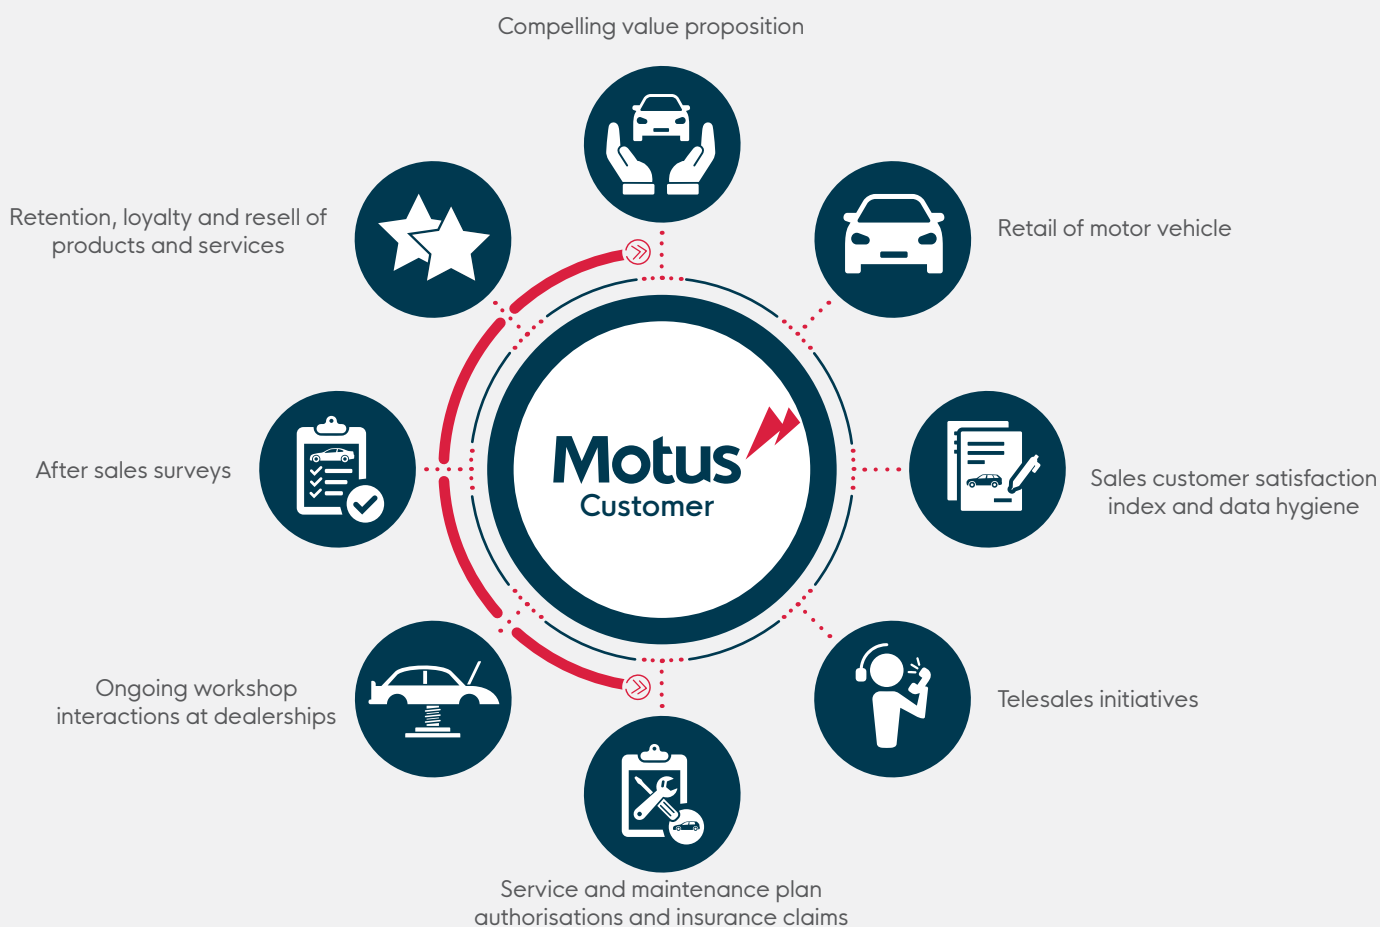 Compelling value proposition
Retail of motor vehicle
Sales customer satisfaction
index and data hygiene
Telesales initiatives
Service and maintenance plan
authorisations and insurance claims
Ongoing workshop
interactions at dealerships
After sales surveys
Retention, loyalty and resell of
products and services
Motus
Customer